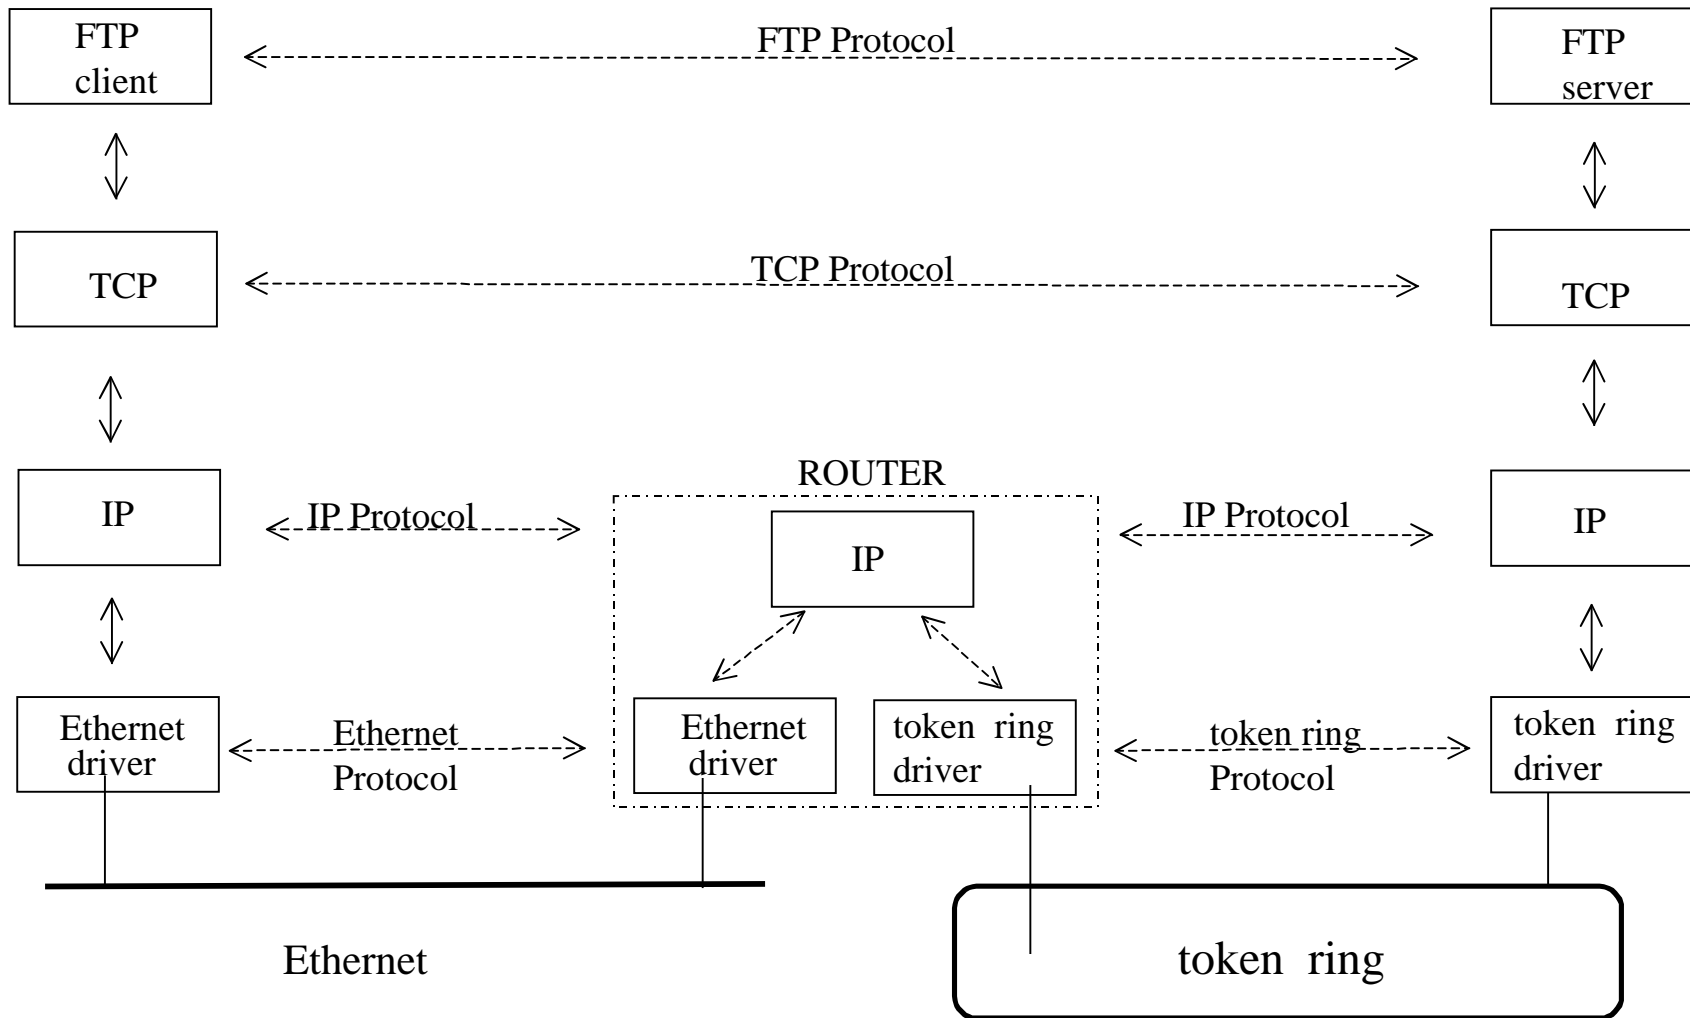 FTP
client
FTP Protocol
FTP
server
TCP
TCP Protocol
TCP
ROUTER
IP
IP Protocol
IP
IP Protocol
IP
Ethernet
driver
Ethernet
Protocol
Ethernet
driver
token ring
driver
token ring
Protocol
token ring
driver
Ethernet
token ring